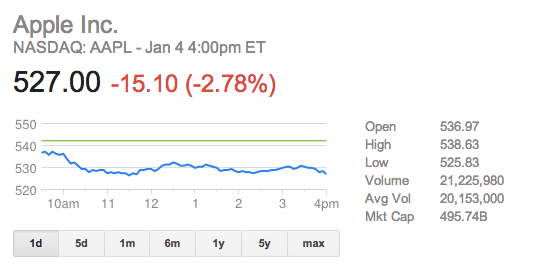 Apple Inc.
NASDAQ: AAPL - Jan 4 4:00pm ET
527.00 -15.10 (-2.78%)
550
540
530
520
10am 11 12 1 2 3 4pm
Open 536.97
High 538.63
Low 525.83
Volume 21,225,980
Avg Vol 20,153,000
Mkt Cap 495.74B
1d 5d 1m 6m 1y 5y max